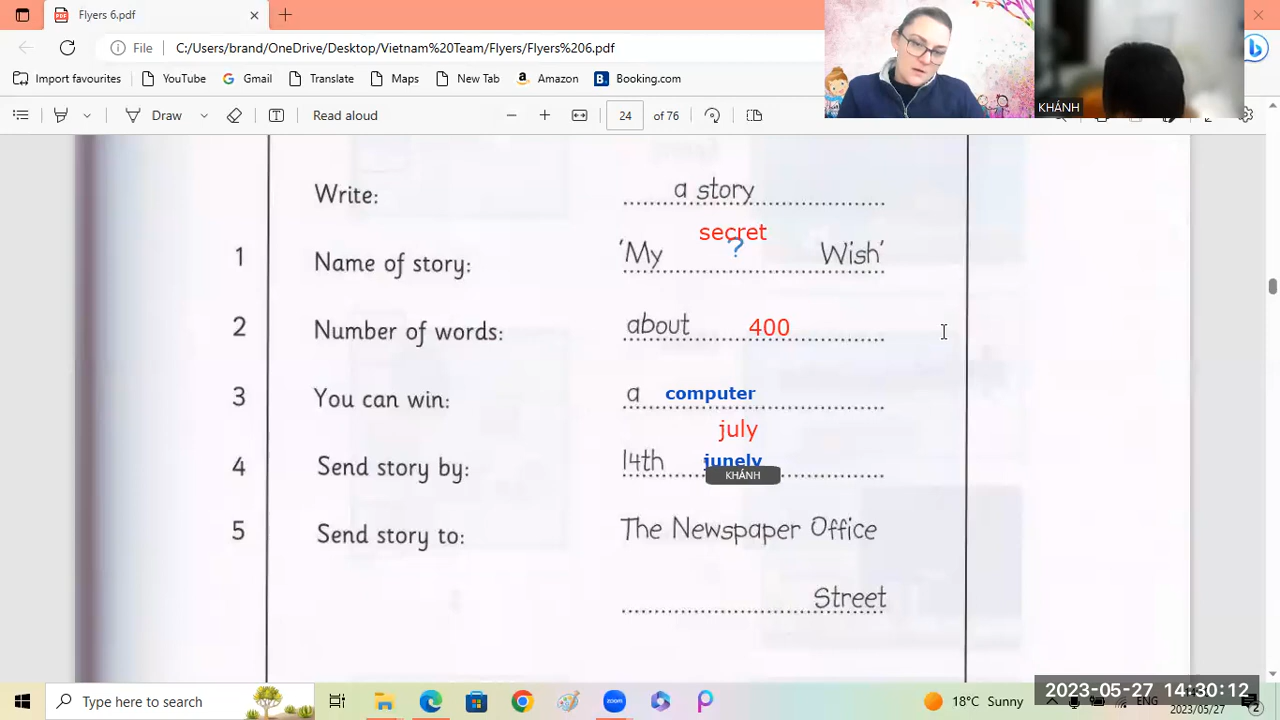 Flyers 6.pdf
File C:/Users/brand/OneDrive/Desktop/Vietnam%20Team/Flyers/Flyers%206.pdf
Import favourites YouTube Gmail Translate Maps New Tab Amazon Booking.com
Draw Read aloud 24 of 76
KHÁNH
Write: a story
secret
1 Name of story: 'My ? Wish'
2 Number of words: about 400
3 You can win: a computer
july
4 Send story by: 14th junely
KHÁNH
5 Send story to: The Newspaper Office
Street
Type here to search
18°C Sunny
ENG
2023-05-27 14:30:12
2023/05/27